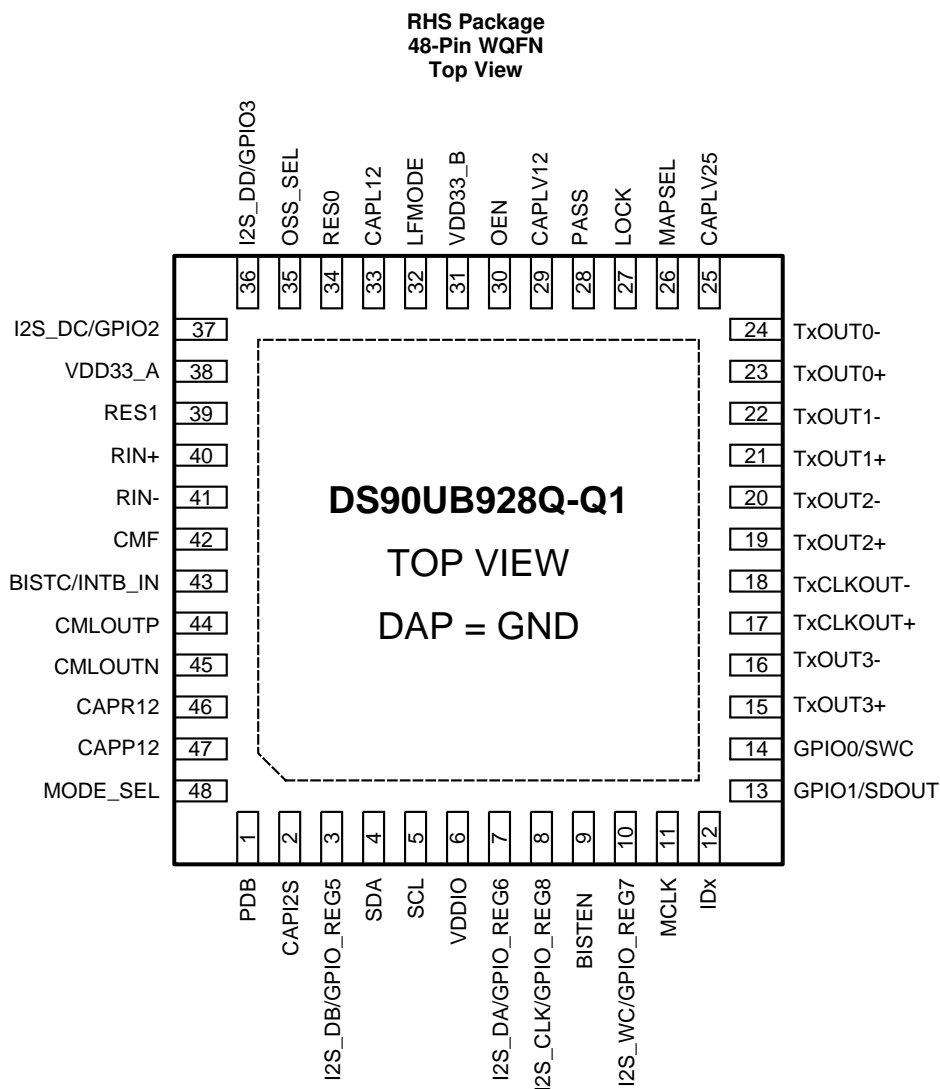 RHS Package
48-Pin WQFN
Top View
I2S_DD/GPIO3
OSS_SEL
RES0
CAPL12
LFMODE
VDD33_B
OEN
CAPLV12
PASS
LOCK
MAPSEL
CAPLV25
36
35
34
33
32
31
30
29
28
27
26
25
I2S_DC/GPIO2 37
VDD33_A 38
RES1 39
RIN+ 40
RIN- 41
CMF 42
BISTC/INTB_IN 43
CMLOUTP 44
CMLOUTN 45
CAPR12 46
CAPP12 47
MODE_SEL 48
DS90UB928Q-Q1
TOP VIEW
DAP = GND
24 TxOUT0-
23 TxOUT0+
22 TxOUT1-
21 TxOUT1+
20 TxOUT2-
19 TxOUT2+
18 TxCLKOUT-
17 TxCLKOUT+
16 TxOUT3-
15 TxOUT3+
14 GPIO0/SWC
13 GPIO1/SDOUT
1
2
3
4
5
6
7
8
9
10
11
12
PDB
CAPI2S
I2S_DB/GPIO_REG5
SDA
SCL
VDDIO
I2S_DA/GPIO_REG6
I2S_CLK/GPIO_REG8
BISTEN
I2S_WC/GPIO_REG7
MCLK
IDx